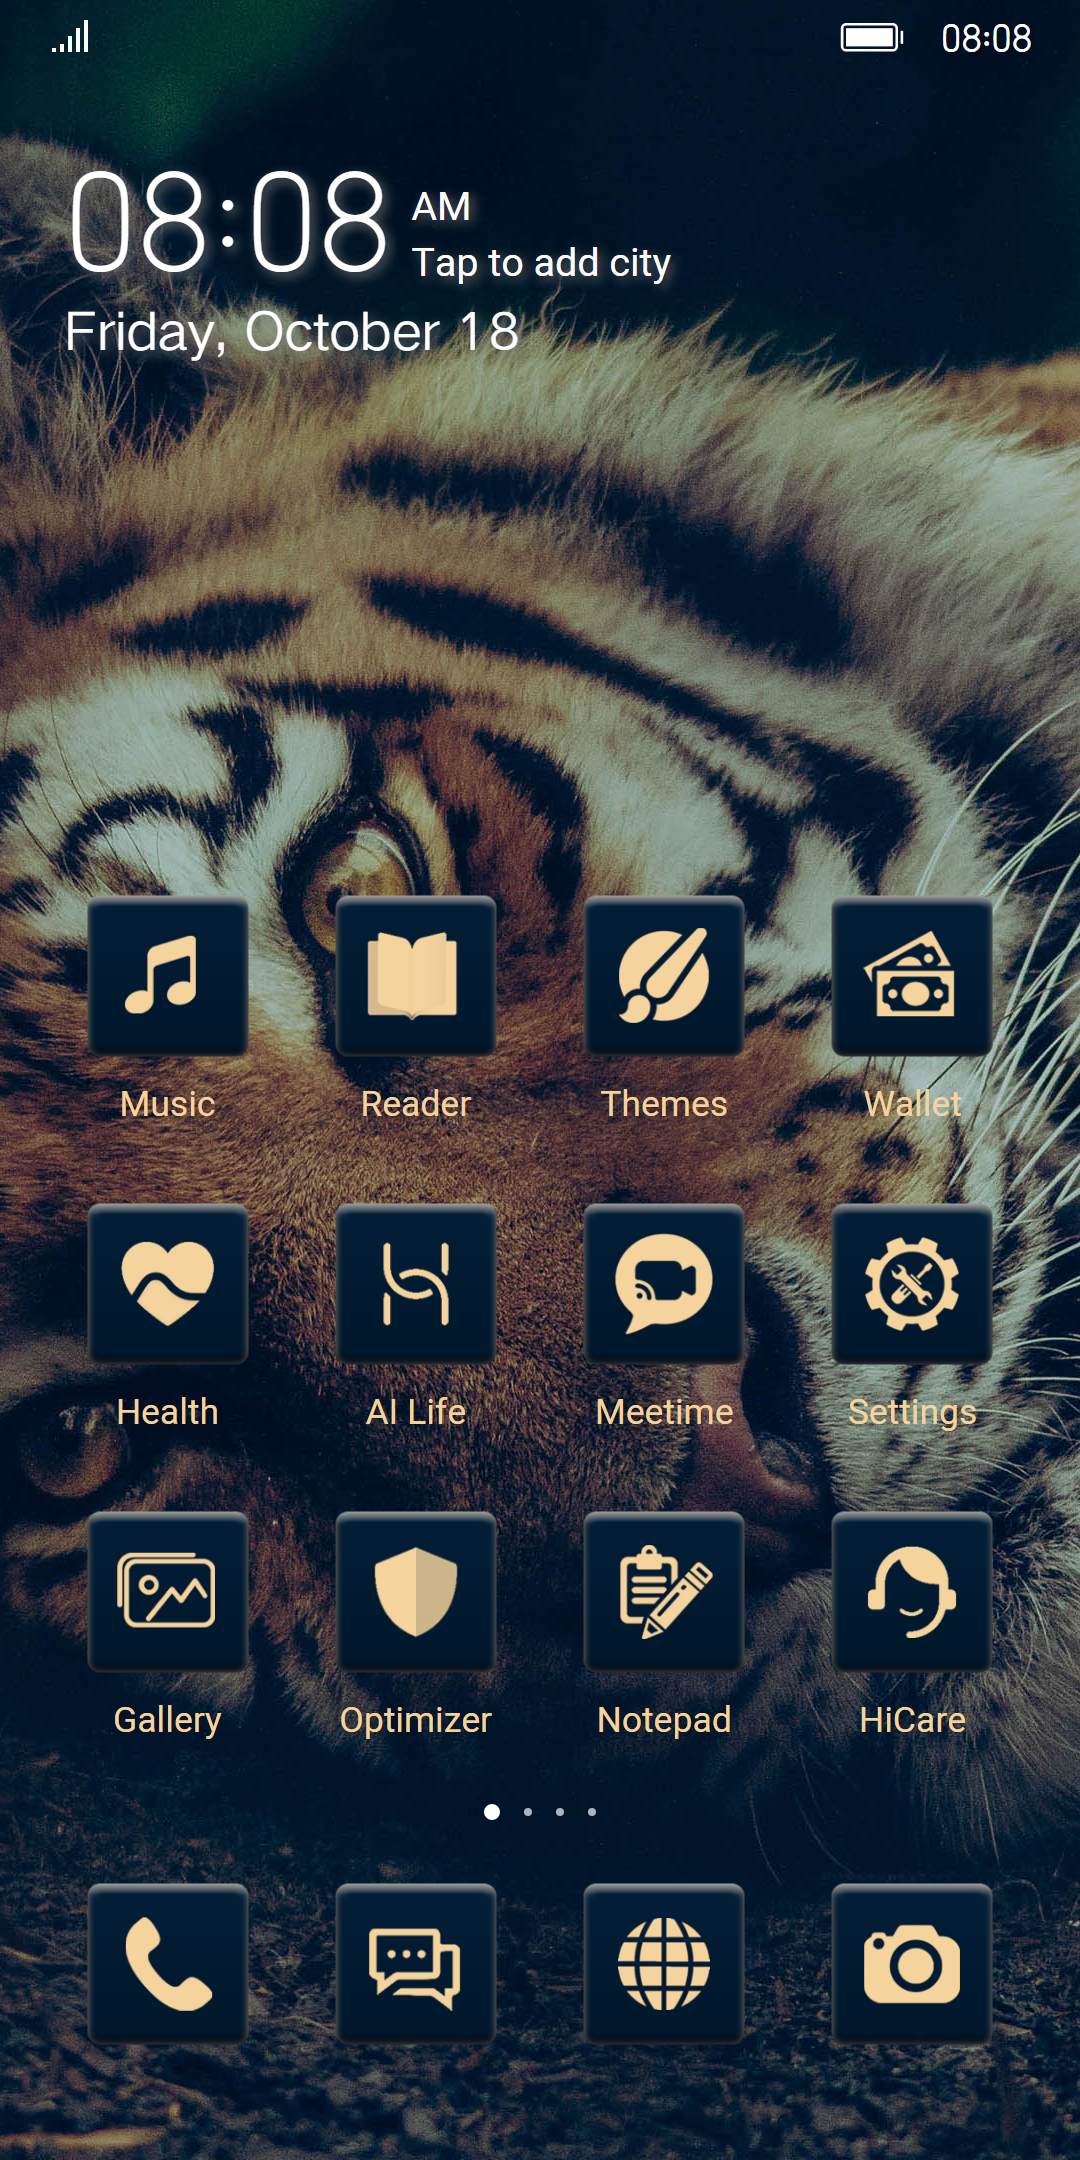 08:08
08:08 AM
Tap to add city
Friday, October 18
Music Reader Themes Wallet
Health AI Life Meetime Settings
Gallery Optimizer Notepad HiCare